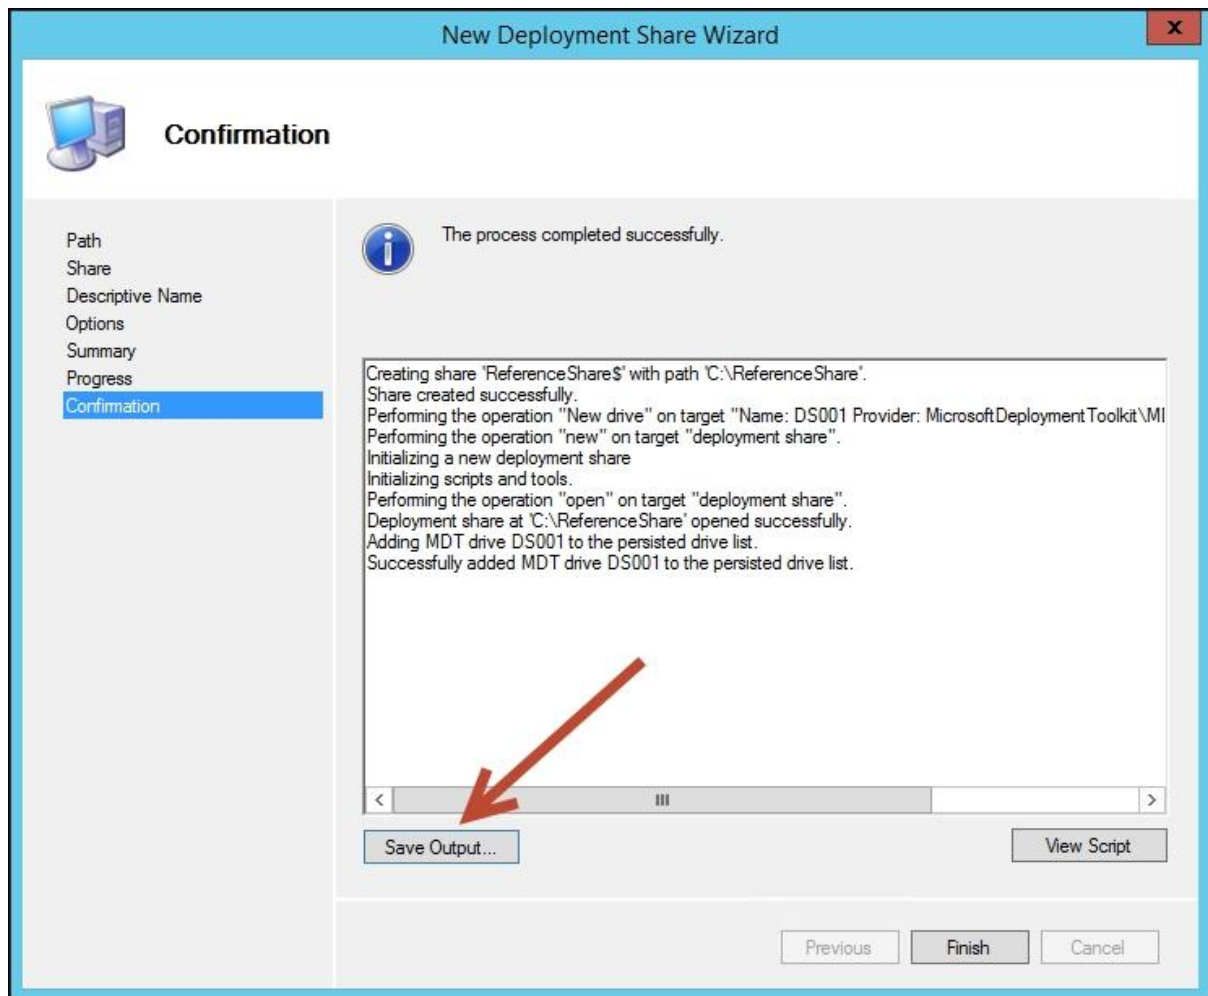 New Deployment Share Wizard
x
Confirmation
Path
Share
Descriptive Name
Options
Summary
Progress
Confirmation
The process completed successfully.
Creating share 'ReferenceShare$' with path 'C:\ReferenceShare'.
Share created successfully.
Performing the operation "New drive" on target "Name: DS001 Provider: MicrosoftDeploymentToolkit\MI
Performing the operation "new" on target "deployment share".
Initializing a new deployment share
Initializing scripts and tools.
Performing the operation "open" on target "deployment share".
Deployment share at 'C:\ReferenceShare' opened successfully.
Adding MDT drive DS001 to the persisted drive list.
Successfully added MDT drive DS001 to the persisted drive list.
Save Output...
View Script
Previous
Finish
Cancel